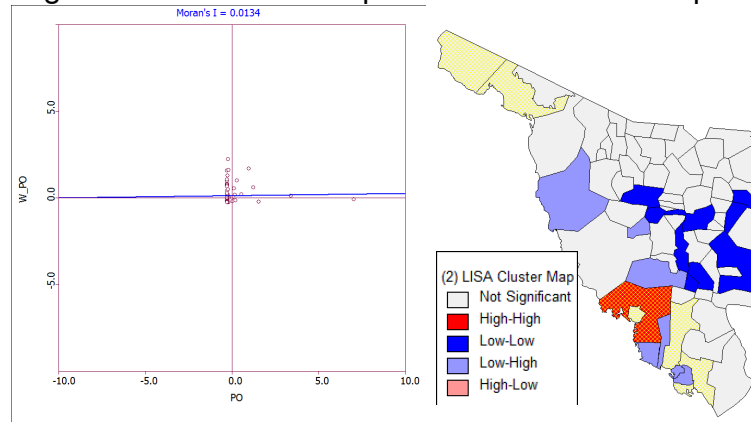 Moran's I = 0.0134
5.0
0.0
-5.0
W_PO
-10.0
-5.0
0.0
5.0
10.0
PO
(2) LISA Cluster Map
Not Significant
High-High
Low-Low
Low-High
High-Low